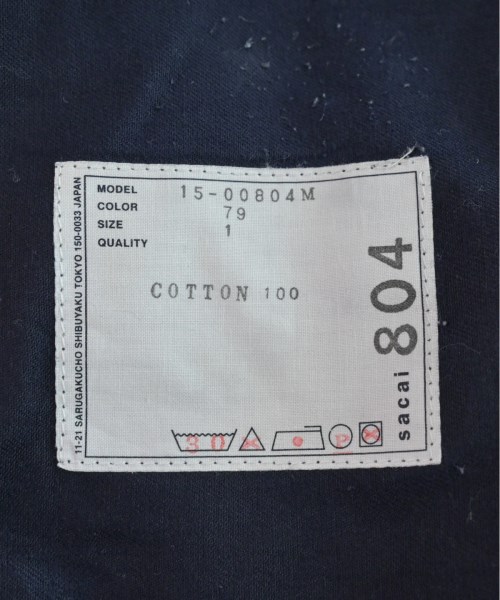 MODEL 15-00804M
COLOR 79
SIZE 1
QUALITY
COTTON 100
30 P
11-21 SARUGAKUCHO SHIBUYAKU TOKYO 150-0033 JAPAN
sacai 804